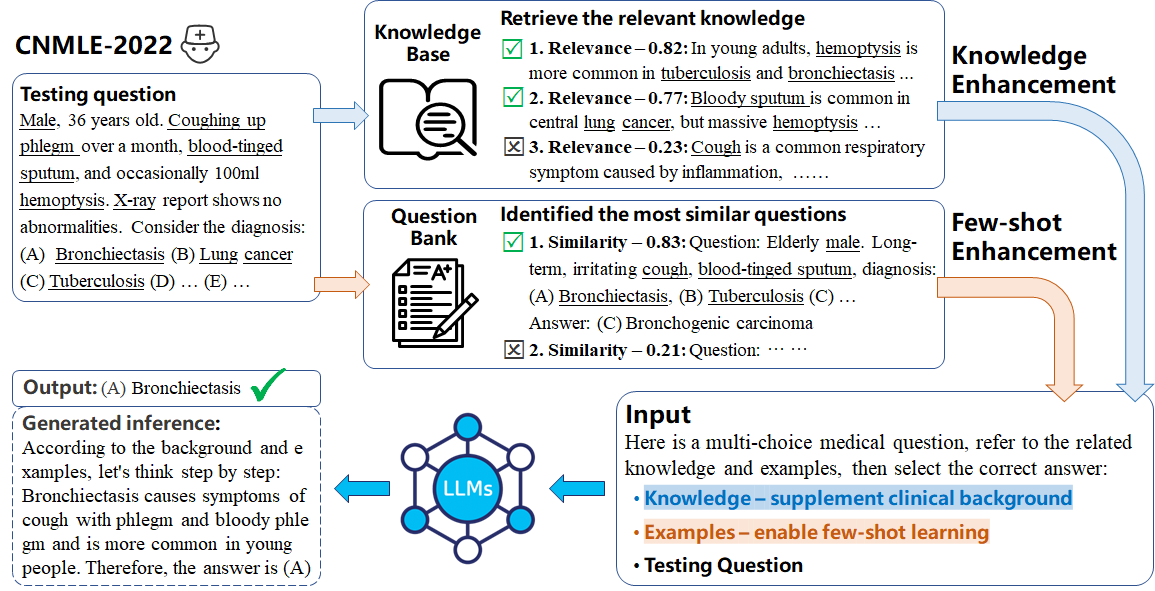 CNMLE-2022
Testing question
Male, 36 years old. Coughing up
phlegm over a month, blood-tinged
sputum, and occasionally 100ml
hemoptysis. X-ray report shows no
abnormalities. Consider the diagnosis:
(A) Bronchiectasis (B) Lung cancer
(C) Tuberculosis (D) … (E) …
Knowledge
Base
Retrieve the relevant knowledge
1. Relevance – 0.82: In young adults, hemoptysis is
more common in tuberculosis and bronchiectasis …
2. Relevance – 0.77: Bloody sputum is common in
central lung cancer, but massive hemoptysis …
3. Relevance – 0.23: Cough is a common respiratory
symptom caused by inflammation, ……
Knowledge
Enhancement
Question
Bank
A+
Identified the most similar questions
1. Similarity – 0.83: Question: Elderly male. Long-
term, irritating cough, blood-tinged sputum, diagnosis:
(A) Bronchiectasis, (B) Tuberculosis (C) …
Answer: (C) Bronchogenic carcinoma
2. Similarity – 0.21: Question: … …
Few-shot
Enhancement
Input
Here is a multi-choice medical question, refer to the related
knowledge and examples, then select the correct answer:
• Knowledge – supplement clinical background
• Examples – enable few-shot learning
• Testing Question
LLMs
Output: (A) Bronchiectasis
Generated inference:
According to the background and e
xamples, let's think step by step:
Bronchiectasis causes symptoms of
cough with phlegm and bloody phle
gm and is more common in young
people. Therefore, the answer is (A)